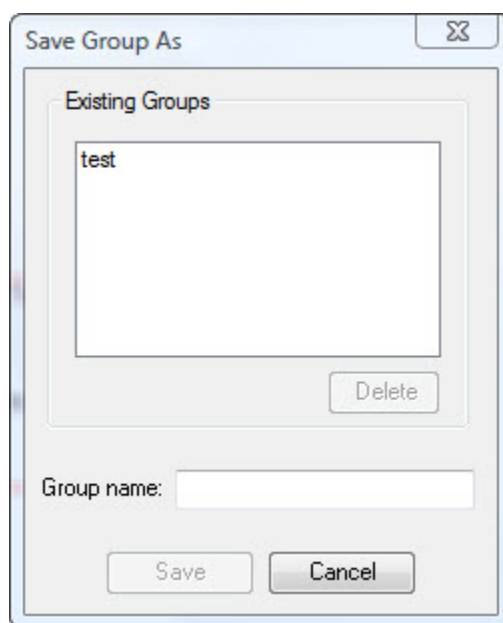 Save Group As
Existing Groups
test
Delete
Group name:
Save Cancel